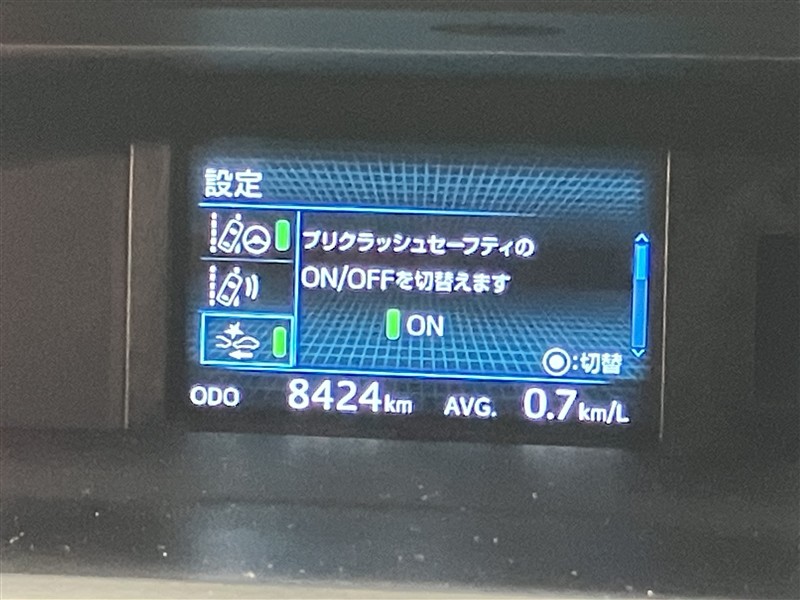 設定
プリクラッシュセーフティの
ON/OFFを切替えます
ON
:切替
ODO 8424km AVG. 0.7km/L